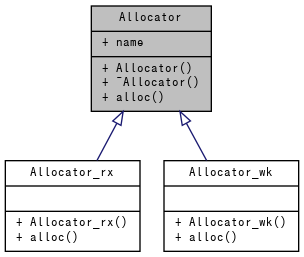 Allocator
+ name
+ Allocator()
+ ~Allocator()
+ alloc()
Allocator_rx
+ Allocator_rx()
+ alloc()
Allocator_wk
+ Allocator_wk()
+ alloc()